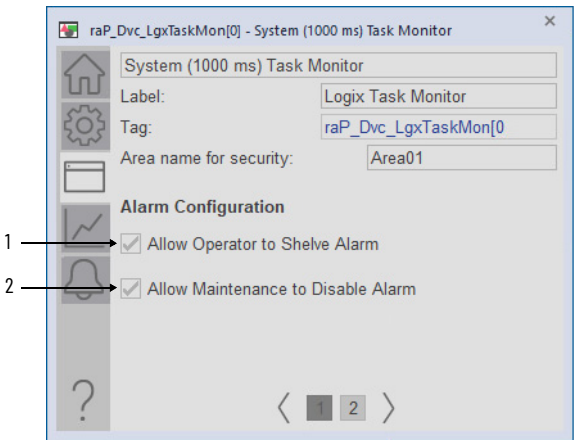 raP_Dvc_LgxTaskMon[0] - System (1000 ms) Task Monitor
System (1000 ms) Task Monitor
Label: Logix Task Monitor
Tag: raP_Dvc_LgxTaskMon[0
Area name for security: Area01
Alarm Configuration
1 Allow Operator to Shelve Alarm
2 Allow Maintenance to Disable Alarm
? 1 2